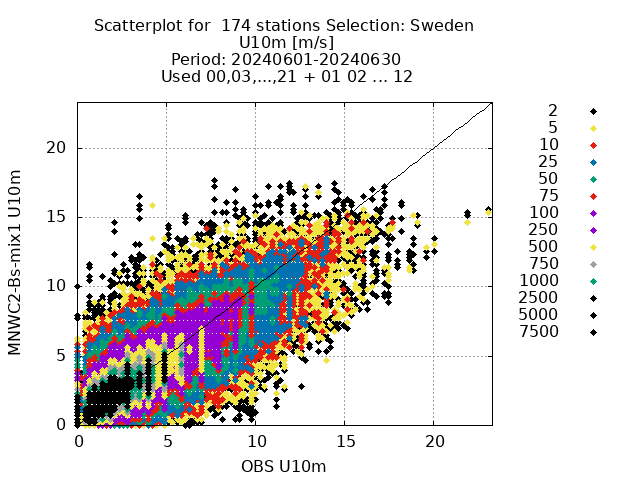 Scatterplot for  174 stations Selection: Sweden
U10m [m/s]
Period: 20240601-20240630
Used 00,03,...,21 + 01 02 ... 12
MNWC2-Bs-mix1 U10m
20
15
10
5
0
0 5 10 15 20
OBS U10m
2
5
10
25
50
75
100
250
500
750
1000
2500
5000
7500